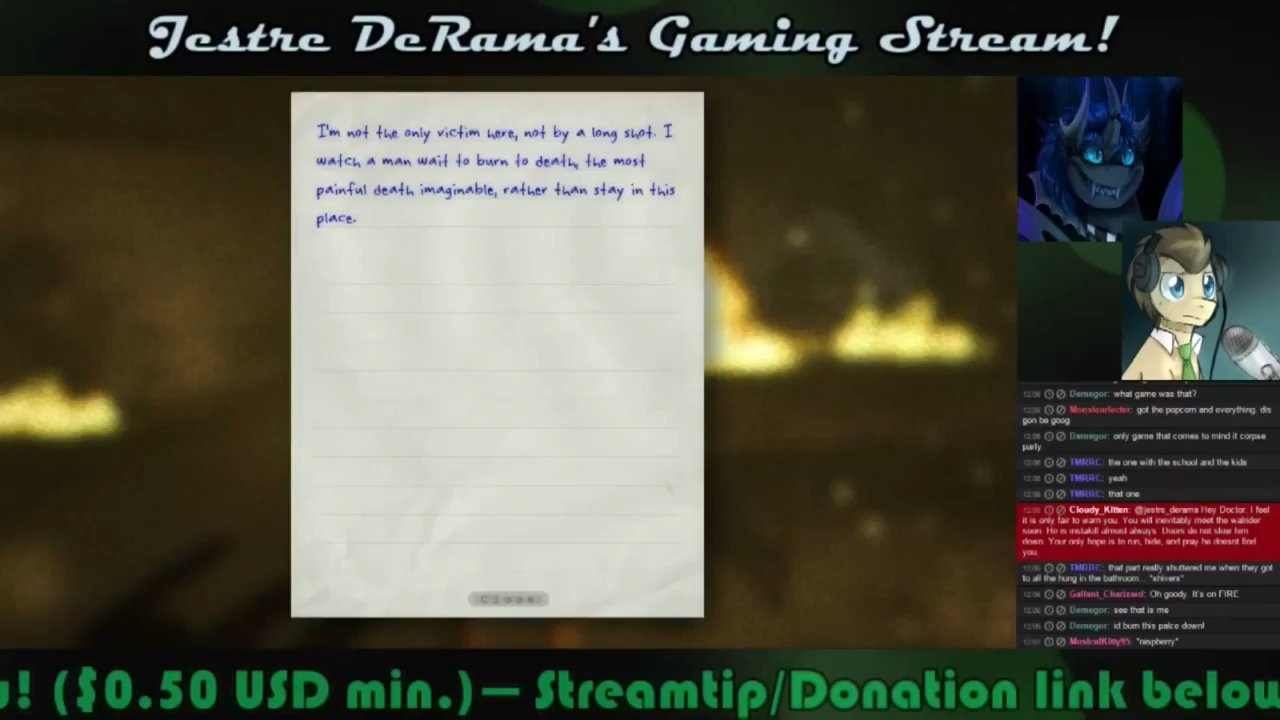 Jestre DeRama's Gaming Stream!
I'm not the only victim here, not by a long shot. I
watch a man wait to burn to death, the most
painful death imaginable, rather than stay in this
place.
Close
Demegor: what game was that?
got the popcorn and everything. dis
gon be goog
Demegor: only game that comes to mind it corpse
party
TMRRC: the one with the school and the kids
TMRRC: yeah
TMRRC: that one
Cloudy_Kitten: @jestre_derama Hey Doctor. I feel
it is only fair to warn you. You will inevitably meet the walrider
soon. He is instakill almost always. Doors do not slow him
down. Your only hope is to run, hide, and pray he doesnt find
you.
TMRRC: that part really shuttered me when they got
to all the hung in the bathroom... *shivers*
Gallant_Charizard: Oh goody. It's on FIRE
Demegor: see that is me
Demegor: id burn this palce down!
MusicalKitty95: *raspberry*
! ($0.50 USD min.) — Streamtip/Donation link below